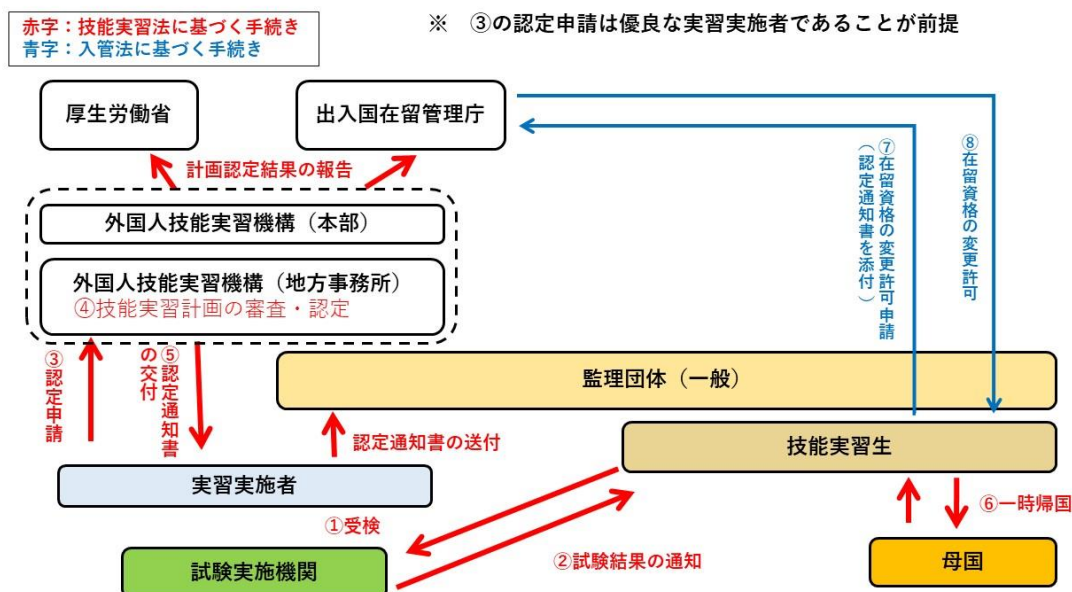 赤字：技能実習法に基づく手続き
青字：入管法に基づく手続き
※　③の認定申請は優良な実習実施者であることが前提
厚生労働省
出入国在留管理庁
計画認定結果の報告
外国人技能実習機構（本部）
外国人技能実習機構（地方事務所）
④技能実習計画の審査・認定
③認定申請
⑤認定通知書
の交付
⑦在留資格の変更許可申請
（認定通知書を添付）
⑧在留資格の変更許可
監理団体（一般）
認定通知書の送付
技能実習生
実習実施者
①受検
⑥一時帰国
②試験結果の通知
試験実施機関
母国